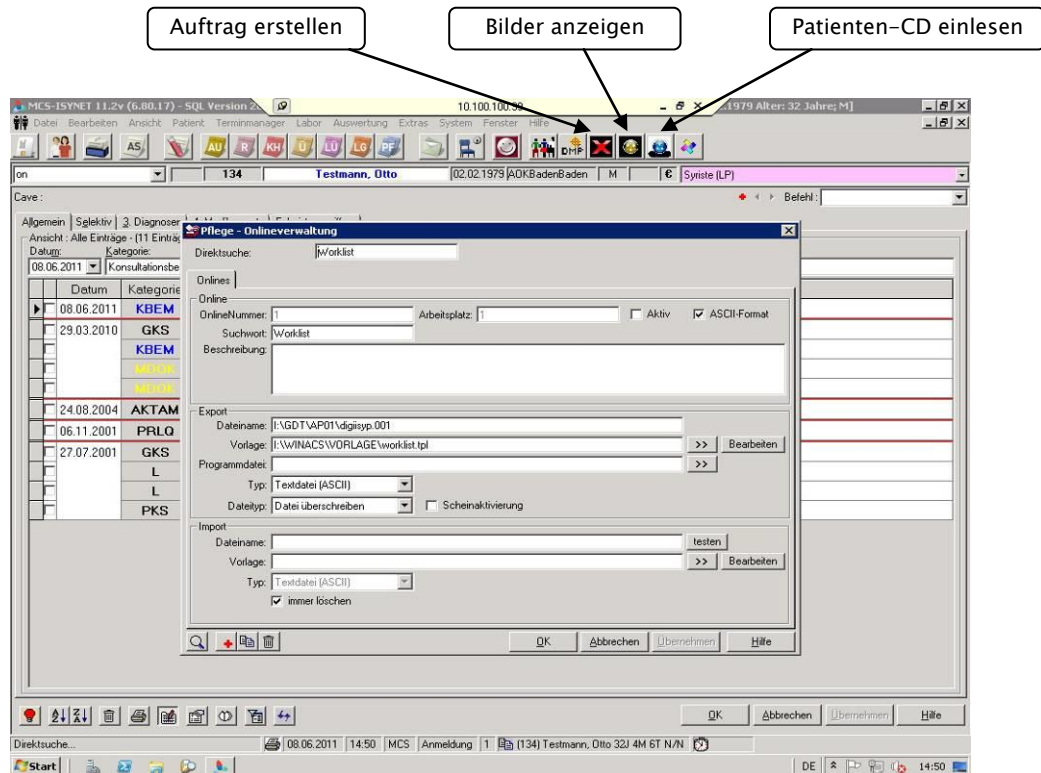 Auftrag erstellen
Bilder anzeigen
Patienten-CD einlesen
MCS-ISYNET 11.2v (6.80.17) - SQL Version 2
10.100.100.99
.1979 Alter: 32 Jahre; M]
Datei Bearbeiten Ansicht Patient Terminmanager Labor Auswertung Extras System Fenster Hilfe
AS AU R KH Ü LÜ LG PF DMP
on 134 Testmann, Otto 02.02.1979 AOKBadenBaden M € Syriste (LP)
Cave :
Befehl :
Allgemein Selektiv 3. Diagnosen
Ansicht : Alle Einträge - (11 Einträg
Datum: Kategorie:
08.06.2011 Konsultationsbe
Datum Kategorie
08.06.2011 KBEM
29.03.2010 GKS
KBEM
MDOK
MDOK
24.08.2004 AKTAM
06.11.2001 PRLQ
27.07.2001 GKS
L
L
PKS
Pflege - Onlineverwaltung
Direktsuche: Worklist
Onlines
Online
OnlineNummer: 1 Arbeitsplatz: 1 Aktiv ASCII-Format
Suchwort: Worklist
Beschreibung:
Export
Dateiname: I:\GDT\AP01\digiisyp.001
Vorlage: I:\WINACS\VORLAGE\worklist.tpl >> Bearbeiten
Programmdatei: >>
Typ: Textdatei (ASCII)
Dateityp: Datei überschreiben Scheinaktivierung
Import
Dateiname: testen
Vorlage: >> Bearbeiten
Typ: Textdatei (ASCII)
immer löschen
OK Abbrechen Übernehmen Hilfe
OK Abbrechen Übernehmen Hilfe
Direktsuche... 08.06.2011 14:50 MCS Anmeldung 1 (134) Testmann, Otto 32J 4M 6T N/N
Start DE 14:50